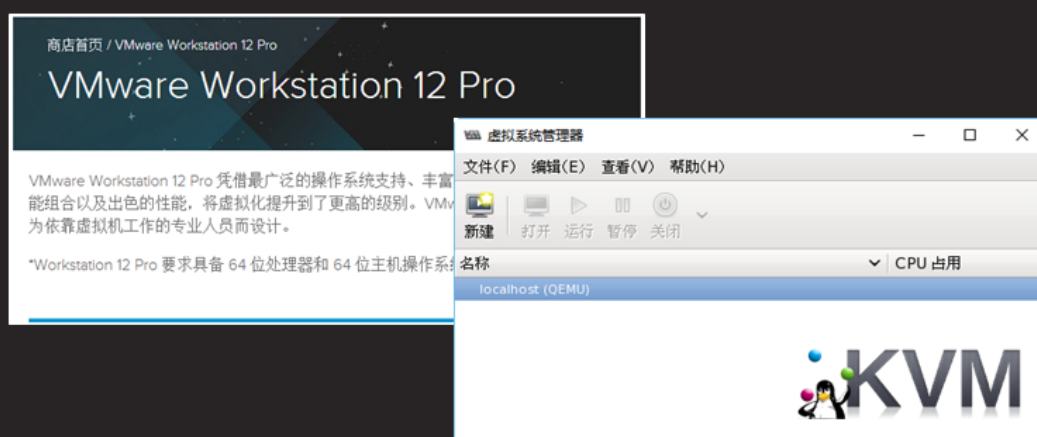 商店首页 / VMware Workstation 12 Pro
VMware Workstation 12 Pro
VMware Workstation 12 Pro 凭借最广泛的操作系统支持、丰富
能组合以及出色的性能，将虚拟化提升到了更高的级别。VMw
为依靠虚拟机工作的专业人员而设计。
*Workstation 12 Pro 要求具备 64 位处理器和 64 位主机操作系
虚拟系统管理器
文件(F) 编辑(E) 查看(V) 帮助(H)
新建 打开 运行 暂停 关闭
名称 CPU 占用
localhost (QEMU)
KVM